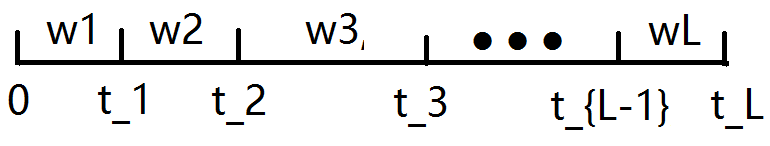 w1 w2 w3, ●●● wL
0 t_1 t_2 t_3 t_{L-1} t_L